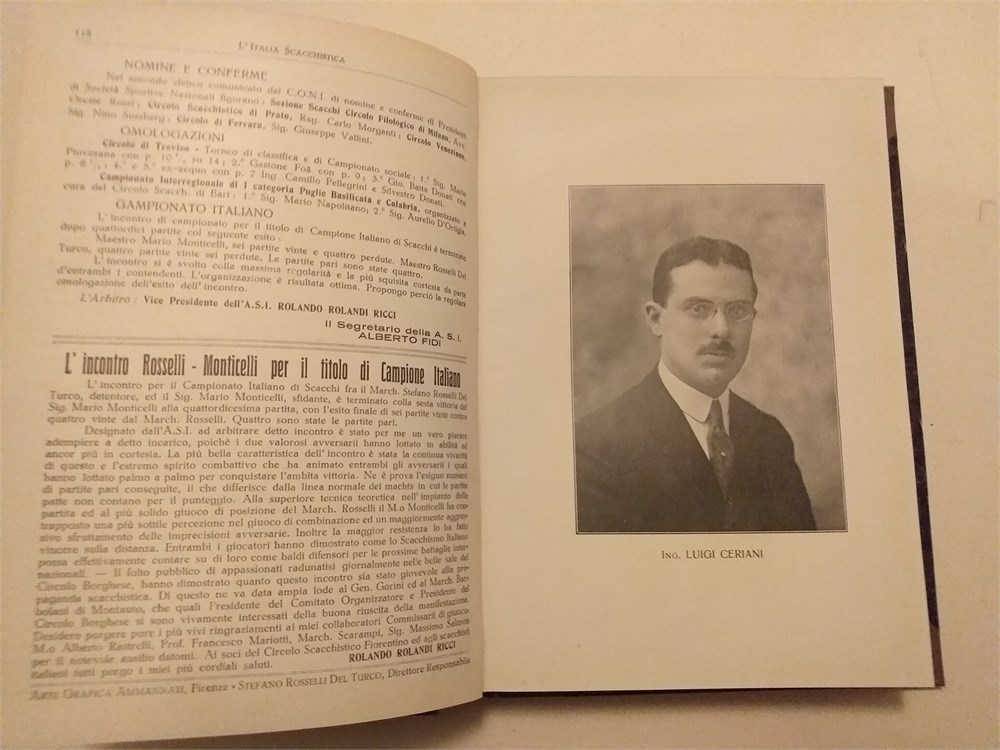 118
L'ITALIA SCACCHISTICA
NOMINE E CONFERME
Nel secondo elenco comunicato dal C.O.N.I. di nomine e conferme di Presidenti
di Società Sportive Nazionali figurano: Sezione Scacchi Circolo Filologico di Milano, Avv.
Oreste Rossi; Circolo Scacchistico di Prato, Rag. Carlo Morganti; Circolo Veneziano,
Sig. Nino Suszberg; Circolo di Ferrara, Sig. Giuseppe Vallini.
OMOLOGAZIONI
Circolo di Treviso - Torneo di classifica e di Campionato sociale; 1.° Sig. Mario
Piovesana con p. 10 su 14; 2.° Gastone Foà con p. 9; 3.° Gio. Batta Donati con
p. 8 ½; 4.° e 5.° ex-aequo con p. 7 Ing Camillo Pellegrini e Silvestro Donati.
Campionato Interregionale di I categoria Puglie Basilicata e Calabria, organizzato a
cura del Circolo Scacch. di Bari: 1.° Sig. Mario Napolitano; 2.° Sig. Aurelio D'Ortigia.
GAMPIONATO ITALIANO
L'incontro di campionato per il titolo di Campione Italiano di Scacchi è terminato
dopo quattordici partite col seguente esito:
Maestro Mario Monticelli, sei partite vinte e quattro perdute. Maestro Rosselli Del
Turco, quattro partite vinte sei perdute. Le partite pari sono state quattro.
L'incontro si è svolto colla massima regolarità e la più squisita cortesia da parte
d'entrambi i contendenti. L'organizzazione è risultata ottima. Propongo perciò la regolare
omologazione dell'esito dell'incontro.
L'Arbitro: Vice Presidente dell'A.S.I. ROLANDO ROLANDI RICCI
Il Segretario della A. S. I.
ALBERTO FIDI
L'incontro Rosselli - Monticelli per il titolo di Campione Italiano
L'incontro per il Campionato Italiano di Scacchi fra il March. Stefano Rosselli Del
Turco, detentore, ed il Sig. Mario Monticelli, sfidante, è terminato colla sesta vittoria del
Sig. Mario Monticelli alla quattordicesima partita, con l'esito finale di sei partite vinte contro
quattro vinte dal March. Rosselli. Quattro sono state le partite pari.
Designato dall'A.S.I. ad arbitrare detto incontro è stato per me un vero piacere
adempiere a detto incarico, poichè i due valorosi avversarii hanno lottato in abilità ed
ancor più in cortesia. La più bella caratteristica dell'incontro è stata la continua vivacità
di questo e l'estremo spirito combattivo che ha animato entrambi gli avversarii i quali
hanno lottato palmo a palmo per conquistare l'ambita vittoria. Ne è prova l'esiguo numero
di partite pari conseguite, il che differisce dalla linea normale dei machts in cui le partite
patte non contano per il punteggio. Alla superiore tecnica teoretica nell'impianto della
partita ed al più solido giuoco di posizione del March. Rosselli il M.o Monticelli ha con-
trapposto una più sottile percezione nel giuoco di combinazione ed un maggiormente aggres-
sivo sfruttamento delle imprecisioni avversarie. Inoltre la maggior resistenza lo ha fatto
vincere sulla distanza. Entrambi i giocatori hanno dimostrato come lo Scacchismo Italiano
possa effettivamente contare su di loro come baldi difensori per le prossime battaglie inter-
nazionali. — Il folto pubblico di appassionati radunatisi giornalmente nelle belle sale del
Circolo Borghese, hanno dimostrato quanto questo incontro sia stato giovevole alla pro-
paganda scacchistica. Di questo ne va data ampia lode al Gen. Gorini ed al March. Bar-
bolani di Montauto, che quali Presidente del Comitato Organizzatore e Presidente del
Circolo Borghese si sono vivamente interessati della buona riuscita della manifestazione.
Desidero porgere pure i più vivi ringraziamenti ai miei collaboratori Commissarii di giuoco:
M.o Alberto Rastrelli, Prof. Francesco Mariotti, March. Scarampi, Sig. Massimo Salmon
per il notevole ausilio datomi. Ai soci del Circolo Scacchistico Fiorentino ed agli scacchisti
italiani tutti porgo i miei più cordiali saluti.
ROLANDO ROLANDI RICCI
ARTE GRAFICA AMMANNATI, Firenze - STEFANO ROSSELLI DEL TURCO, Direttore Responsabile
ING. LUIGI CERIANI